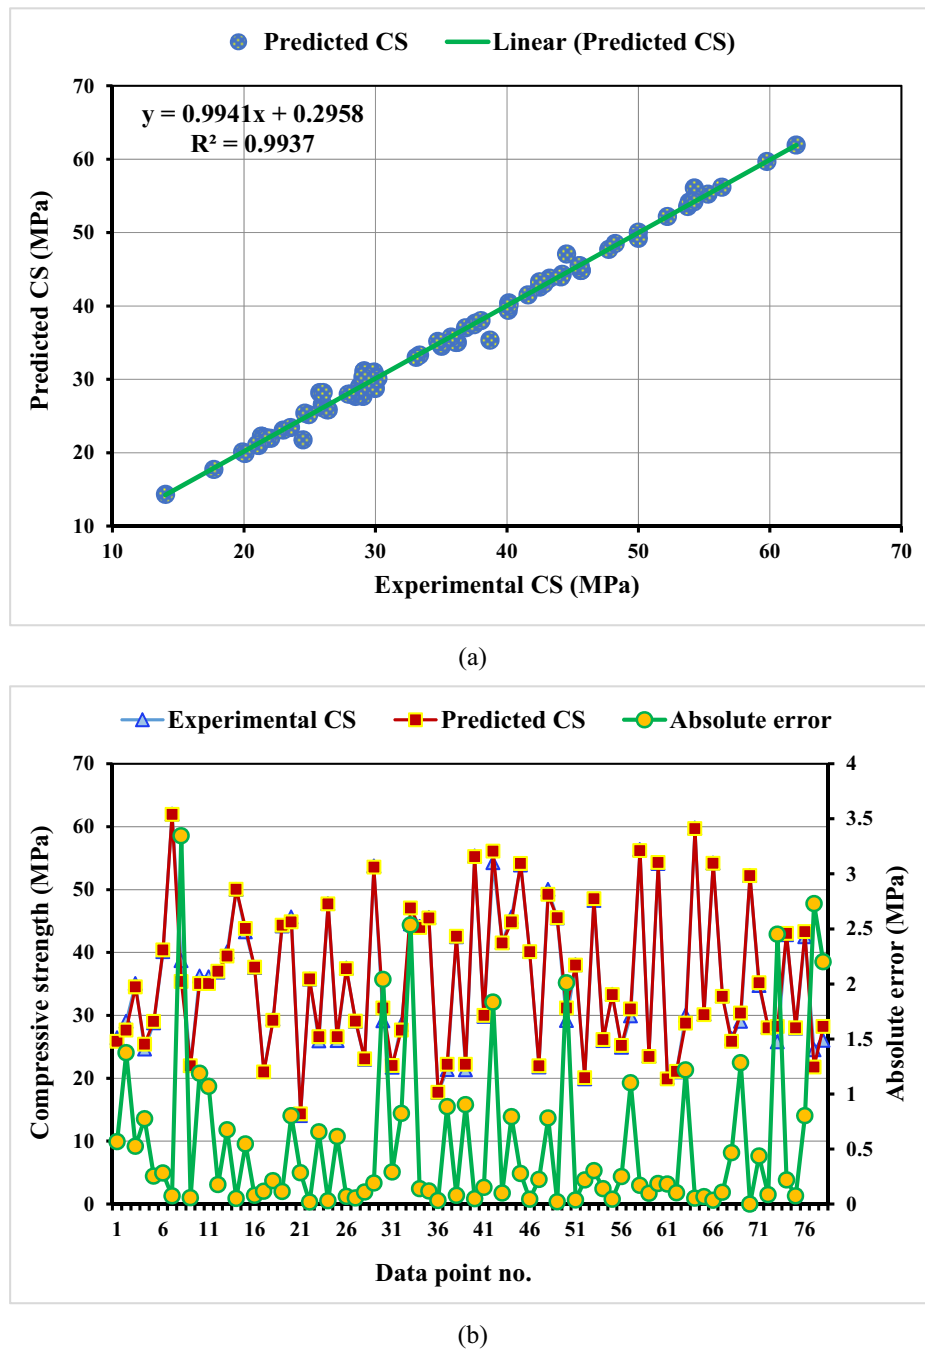 Predicted CS
Linear (Predicted CS)
y = 0.9941x + 0.2958
R² = 0.9937
Predicted CS (MPa)
70
60
50
40
30
20
10
10 20 30 40 50 60 70
Experimental CS (MPa)
(a)
Experimental CS
Predicted CS
Absolute error
Compressive strength (MPa)
70
60
50
40
30
20
10
0
4
3.5
3
2.5
2
1.5
1
0.5
0
Absolute error (MPa)
1 6 11 16 21 26 31 36 41 46 51 56 61 66 71 76
Data point no.
(b)